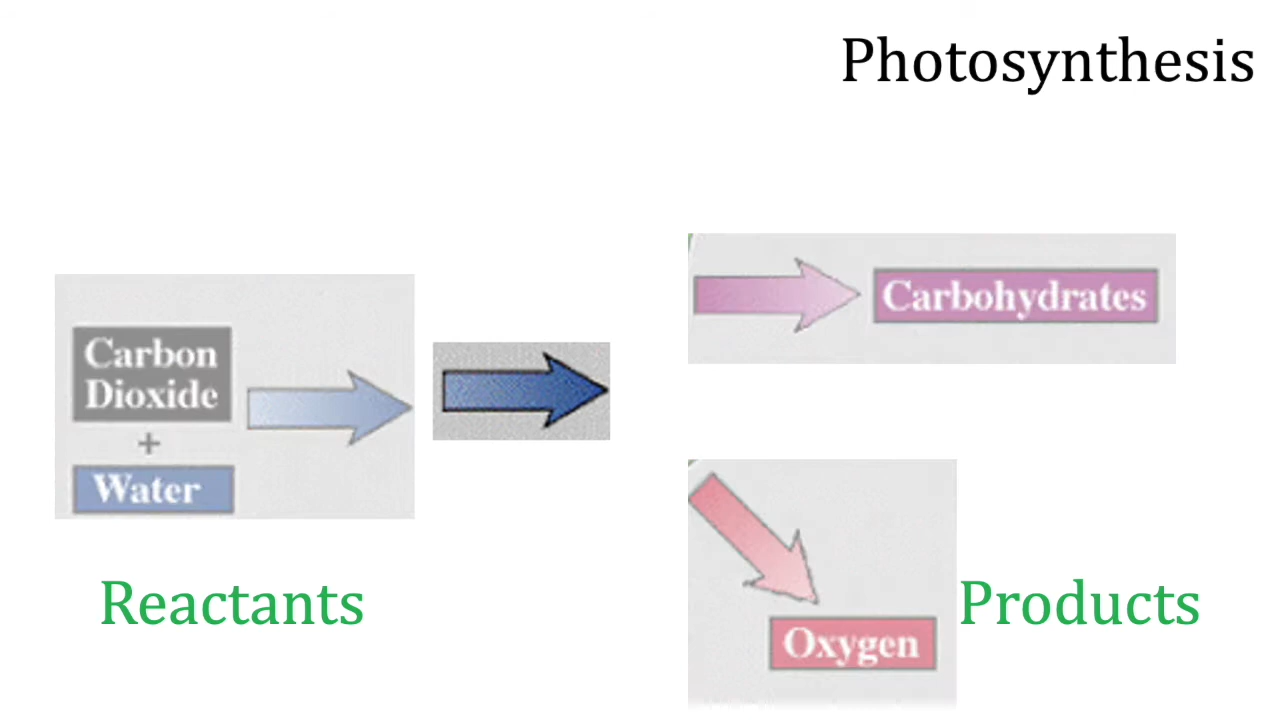 Photosynthesis
Carbon
Dioxide
+
Water
Carbohydrates
Oxygen
Reactants
Products